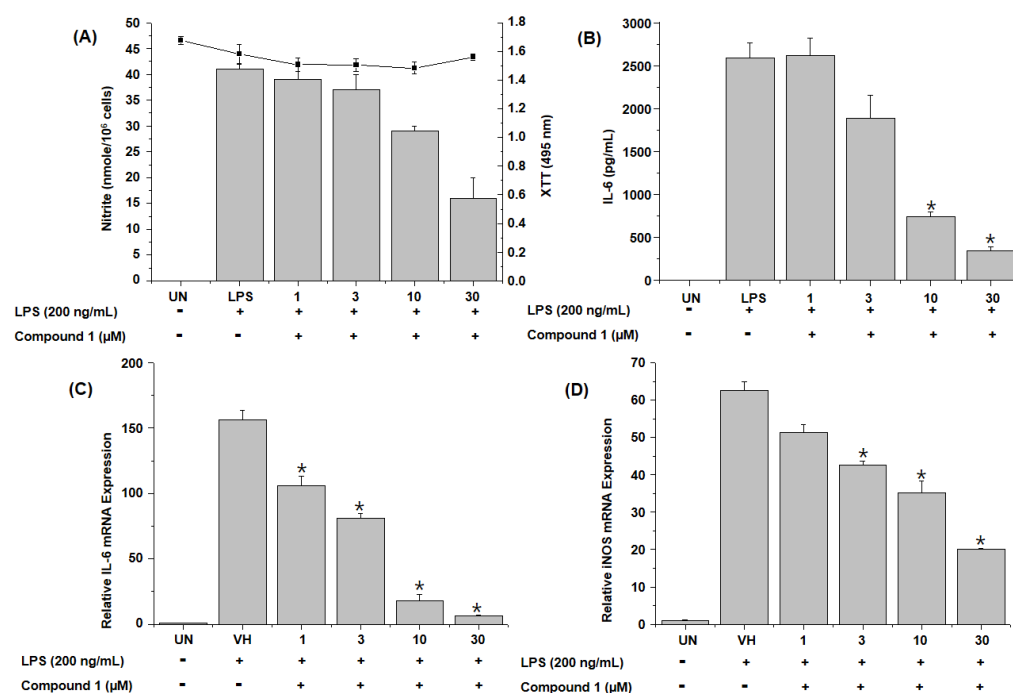 (A)
50
45
40
35
30
25
20
15
10
5
0
Nitrite (nmole/10⁶ cells)
1.8
1.6
1.4
1.2
1.0
0.8
0.6
0.4
0.2
0.0
XTT (495 nm)
UN LPS 1 3 10 30
LPS (200 ng/mL) - + + + + +
Compound 1 (μM) - - + + + +
(B)
3000
2500
2000
1500
1000
500
0
IL-6 (pg/mL)
* *
UN LPS 1 3 10 30
LPS (200 ng/mL) - + + + + +
Compound 1 (μM) - - + + + +
(C)
200
150
100
50
0
Relative IL-6 mRNA Expression
* * * *
UN VH 1 3 10 30
LPS (200 ng/mL) - + + + + +
Compound 1 (μM) - - + + + +
(D)
70
60
50
40
30
20
10
0
Relative iNOS mRNA Expression
* * *
UN VH 1 3 10 30
LPS (200 ng/mL) - + + + + +
Compound 1 (μM) - - + + + +